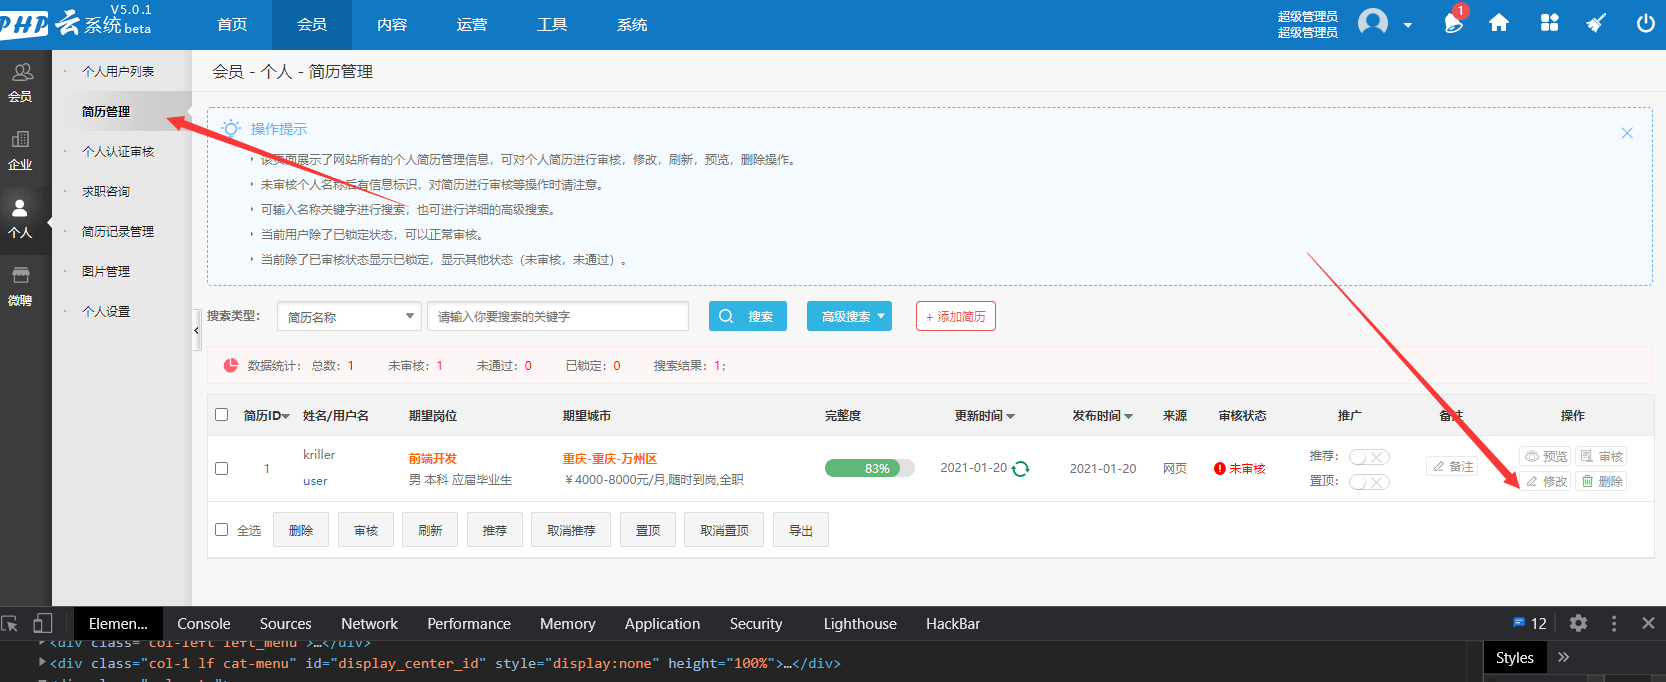 PHP云系统 V5.0.1 beta
首页 会员 内容 运营 工具 系统
超级管理员
超级管理员
1
会员
企业
个人
微聘
个人用户列表
简历管理
个人认证审核
求职咨询
简历记录管理
图片管理
个人设置
会员 - 个人 - 简历管理
操作提示
该页面展示了网站所有的个人简历管理信息，可对个人简历进行审核，修改，刷新，预览，删除操作。
未审核个人名称后有信息标识，对简历进行审核等操作时请注意。
可输入名称关键字进行搜索，也可进行详细的高级搜索。
当前用户除了已锁定状态，可以正常审核。
当前除了已审核状态显示已锁定，显示其他状态（未审核，未通过）。
搜索类型： 简历名称 请输入你要搜索的关键字 搜索 高级搜索 + 添加简历
数据统计： 总数：1 未审核：1 未通过：0 已锁定：0 搜索结果：1；
简历ID 姓名/用户名 期望岗位 期望城市 完整度 更新时间 发布时间 来源 审核状态 推广 备注 操作
1 kriller 前端开发 重庆-重庆-万州区 83% 2021-01-20 2021-01-20 网页 未审核 推荐： 备注 预览 审核
user 男 本科 应届毕业生 ￥4000-8000元/月,随时到岗,全职 置顶： 修改 删除
全选 删除 审核 刷新 推荐 取消推荐 置顶 取消置顶 导出
Elemen... Console Sources Network Performance Memory Application Security Lighthouse HackBar 12
<div class="col-left left_menu">…</div>
<div class="col-1 lf cat-menu" id="display_center_id" style="display:none" height="100%">…</div>
Styles »